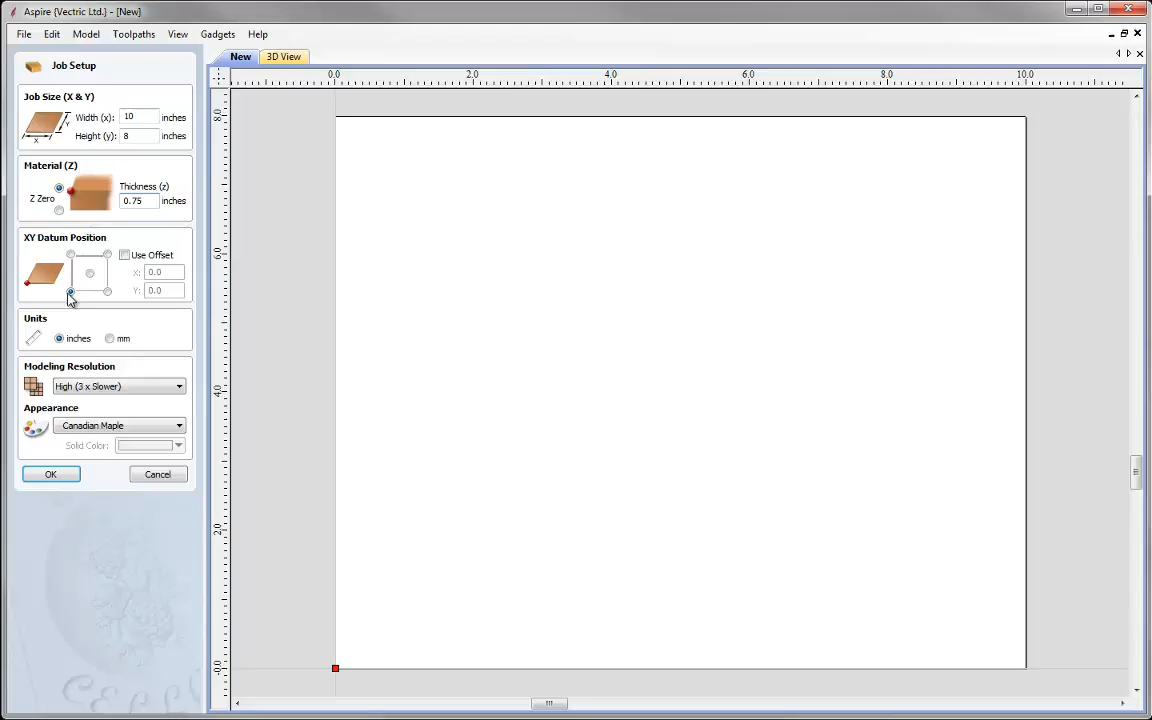 Aspire {Vectric Ltd.} - [New]
File Edit Model Toolpaths View Gadgets Help
New 3D View
Job Setup
Job Size (X & Y)
Width (x): 10 inches
Height (y): 8 inches
Y
X
Material (Z)
Thickness (z)
Z Zero 0.75 inches
XY Datum Position
Use Offset
X: 0.0
Y: 0.0
Units
inches mm
Modeling Resolution
High (3 x Slower)
Appearance
Canadian Maple
Solid Color:
OK Cancel
0.0 2.0 4.0 6.0 8.0 10.0
8.0
6.0
4.0
2.0
-0.0